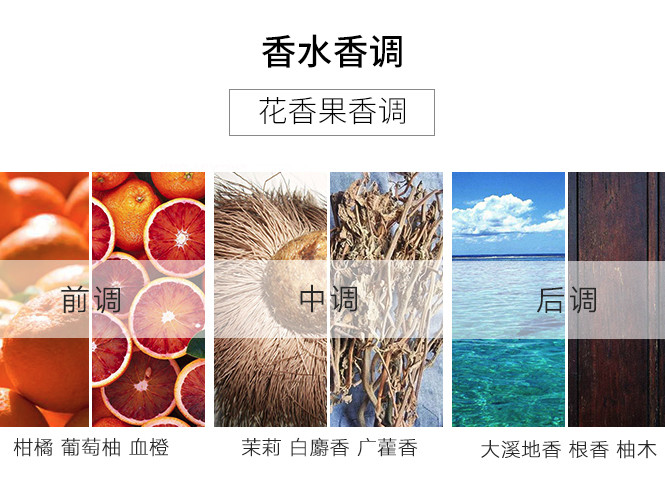 香水香调
花香果香调
前调
中调
后调
柑橘 葡萄柚 血橙
茉莉 白麝香 广藿香
大溪地香 根香 柚木